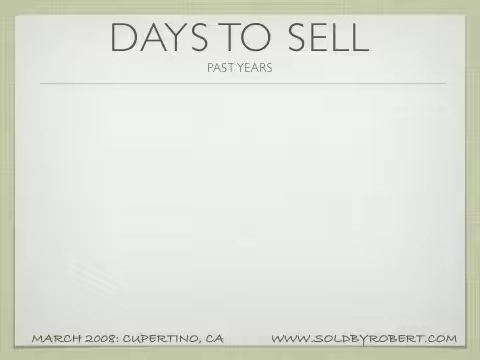 DAYS TO SELL
PAST YEARS
MARCH 2008: CUPERTINO, CA
WWW.SOLDBYROBERT.COM